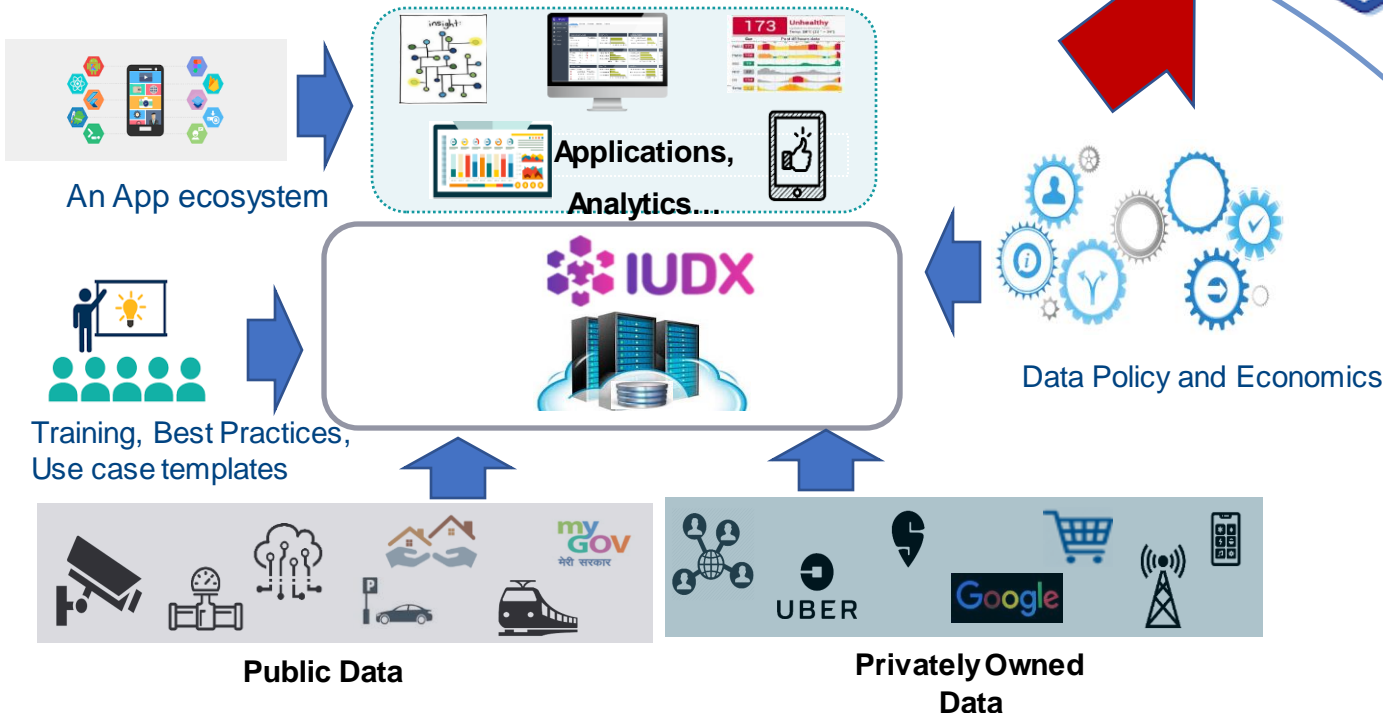 insight
173 Unhealthy
An App ecosystem
Applications,
Analytics…
IUDX
Training, Best Practices,
Use case templates
Data Policy and Economics
my
GOV
मेरी सरकार
P
UBER
Google
Public Data
Privately Owned
Data